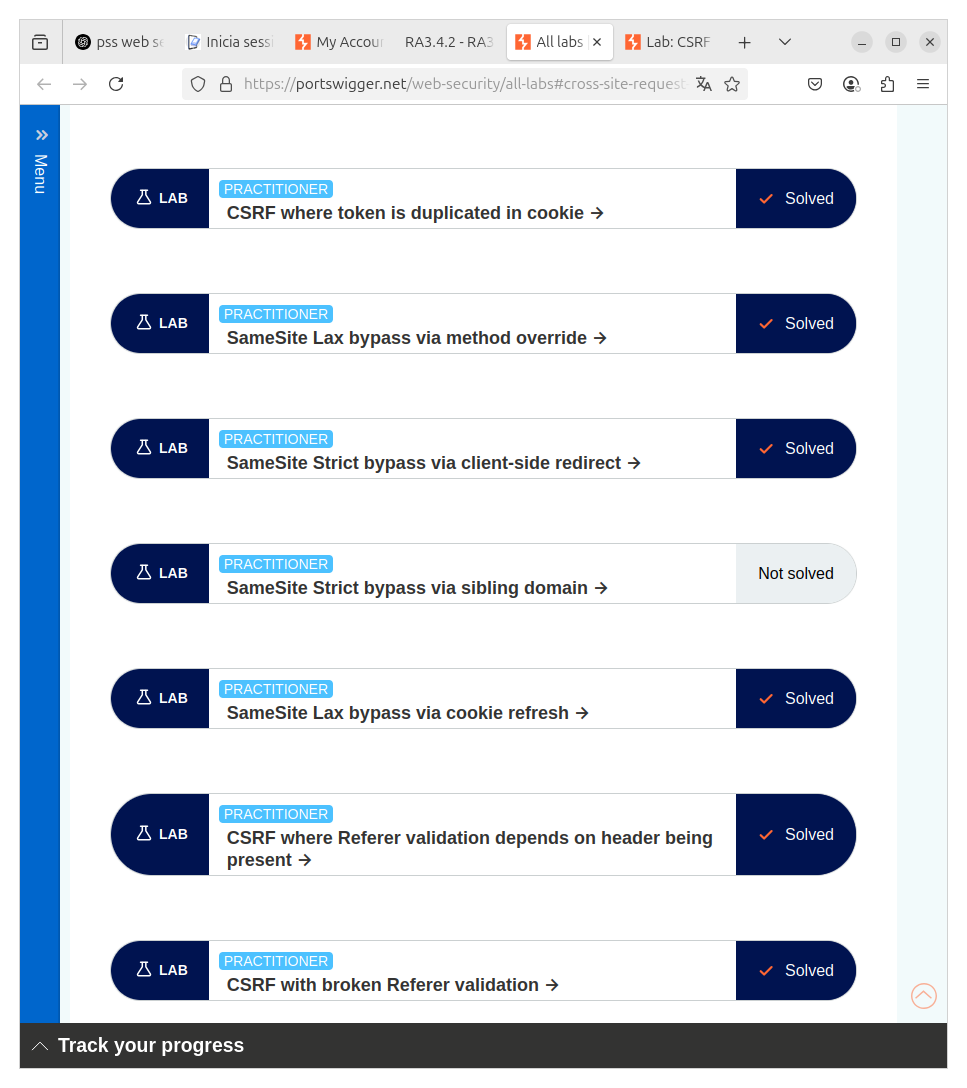 pss web se
Inicia sessi
My Accoun
RA3.4.2 - RA3
All labs
Lab: CSRF
https://portswigger.net/web-security/all-labs#cross-site-request
Menu
LAB
PRACTITIONER
CSRF where token is duplicated in cookie
Solved
LAB
PRACTITIONER
SameSite Lax bypass via method override
Solved
LAB
PRACTITIONER
SameSite Strict bypass via client-side redirect
Solved
LAB
PRACTITIONER
SameSite Strict bypass via sibling domain
Not solved
LAB
PRACTITIONER
SameSite Lax bypass via cookie refresh
Solved
LAB
PRACTITIONER
CSRF where Referer validation depends on header being
present
Solved
LAB
PRACTITIONER
CSRF with broken Referer validation
Solved
Track your progress